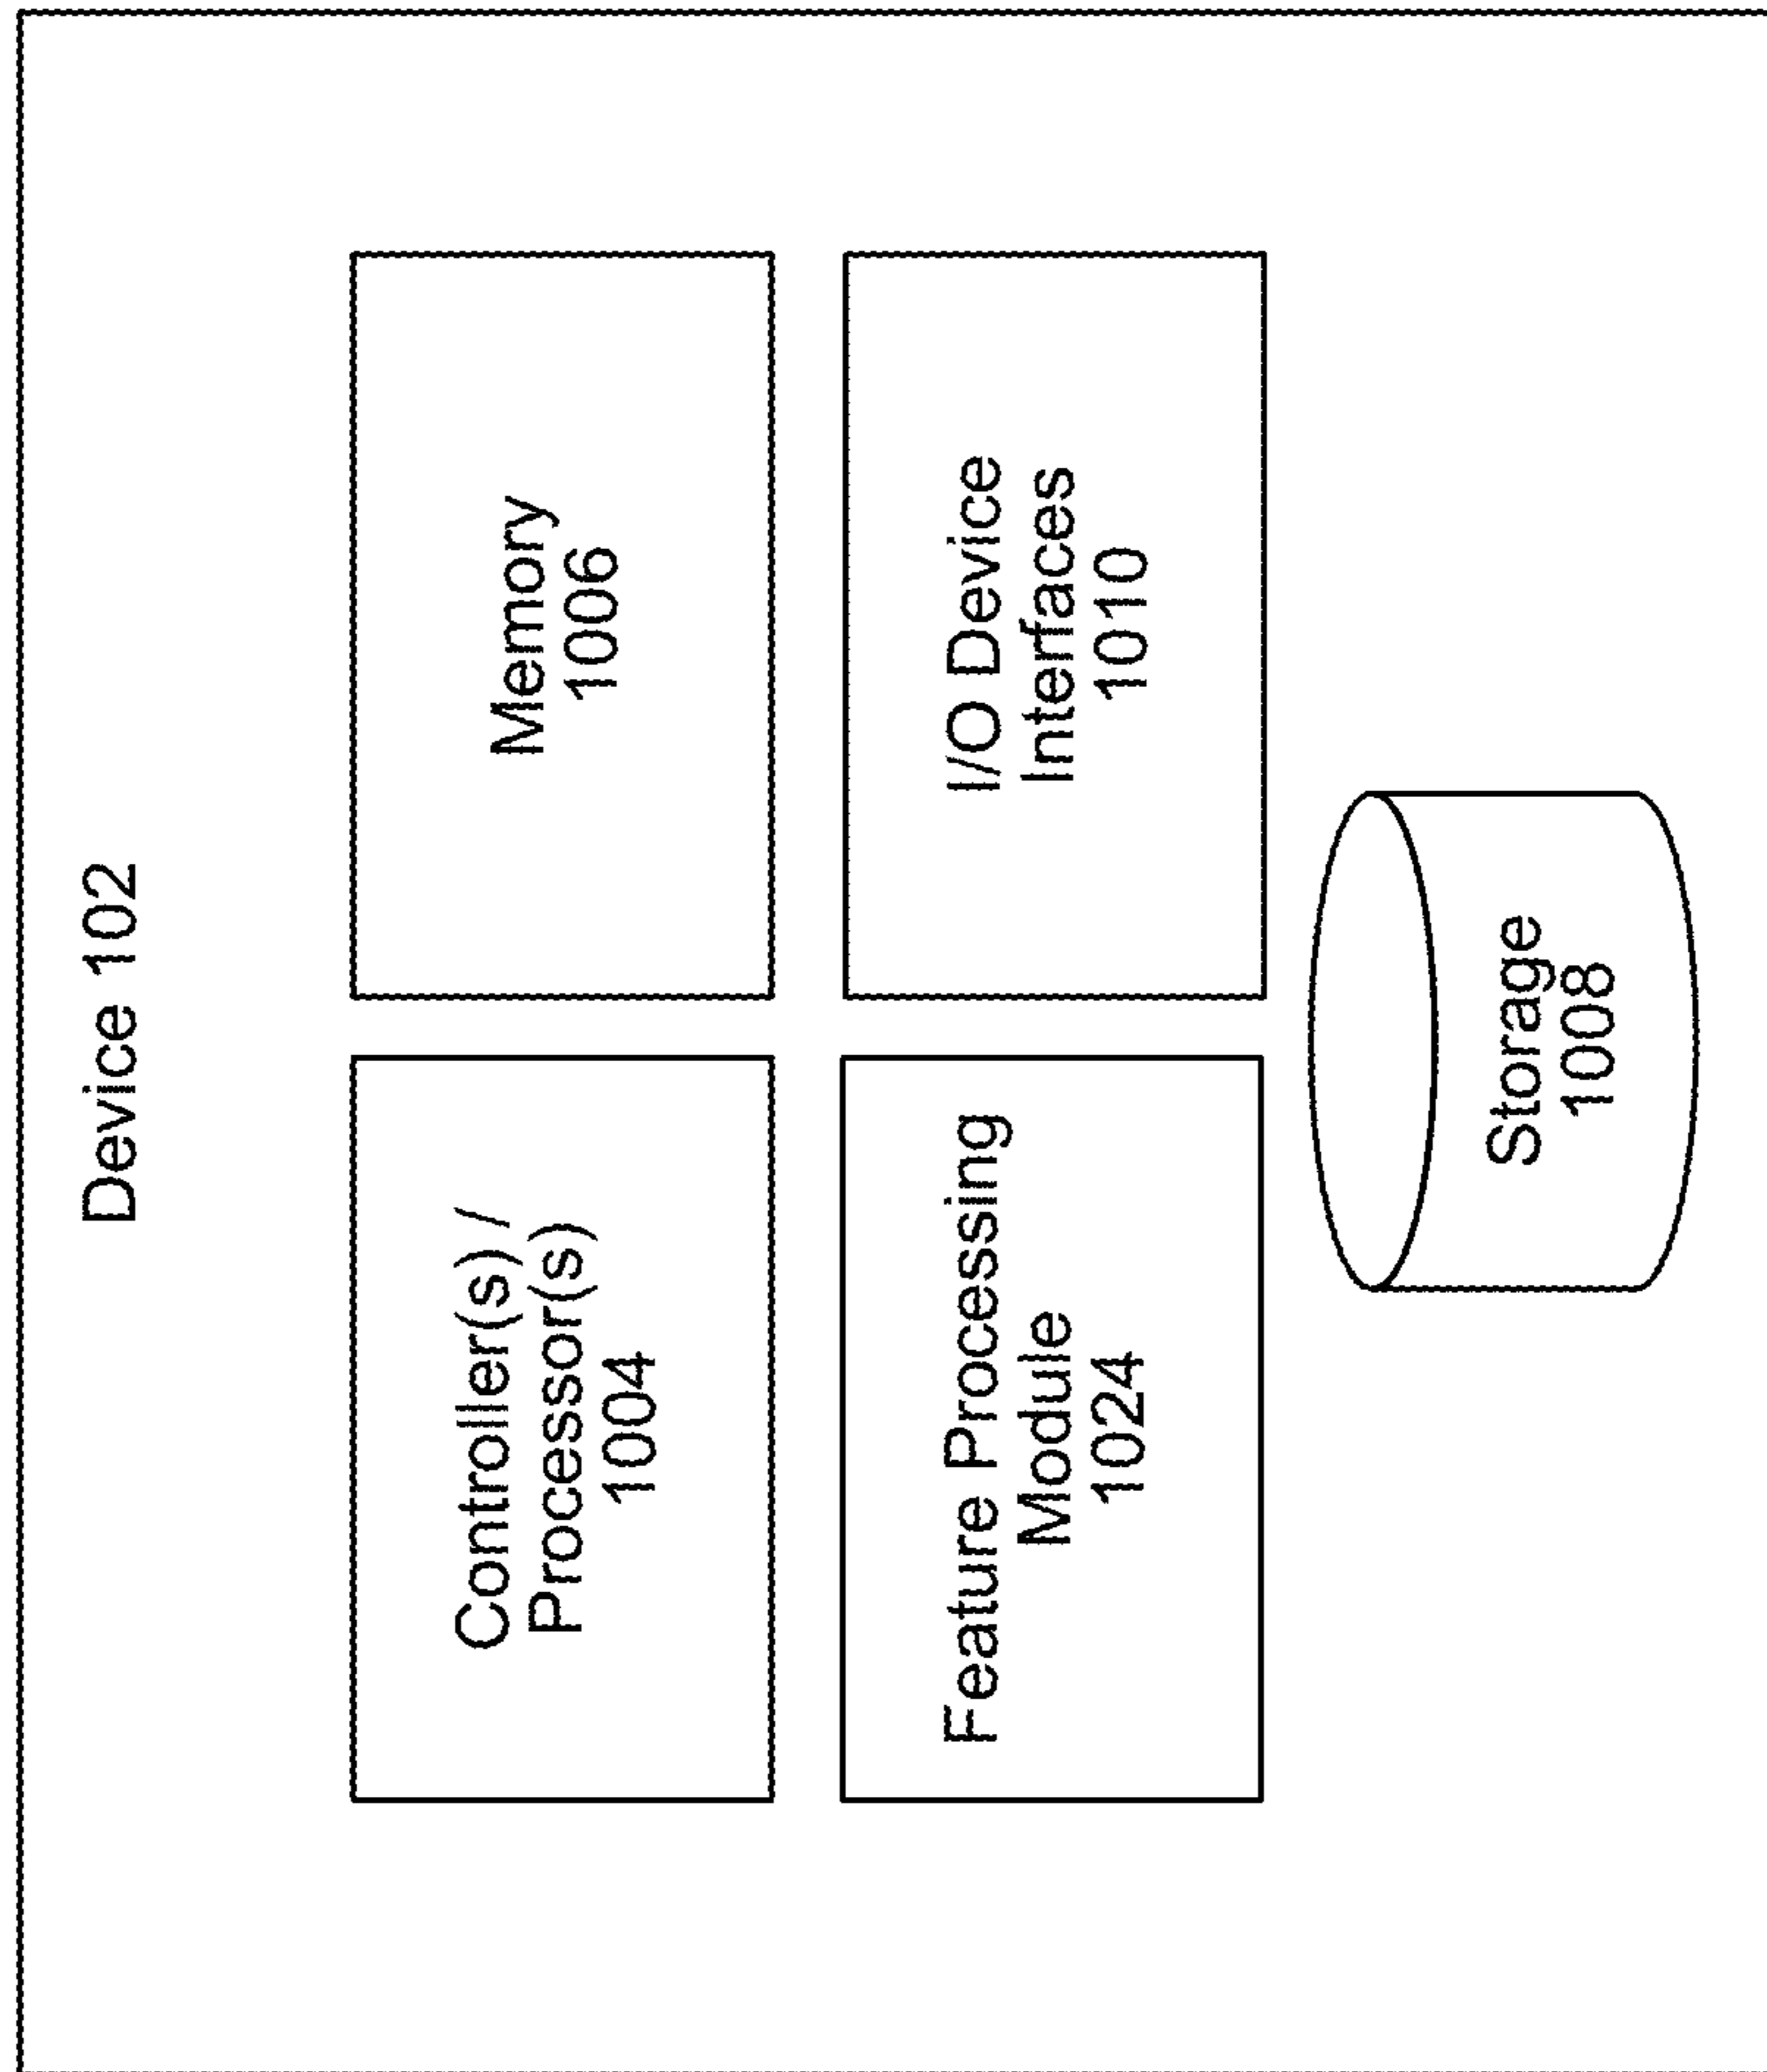 Device 102
Controller(s) /
Processor(s)
1004
Memory
1006
Feature Processing
Module
1024
I/O Device
Interfaces
1010
Storage
1008